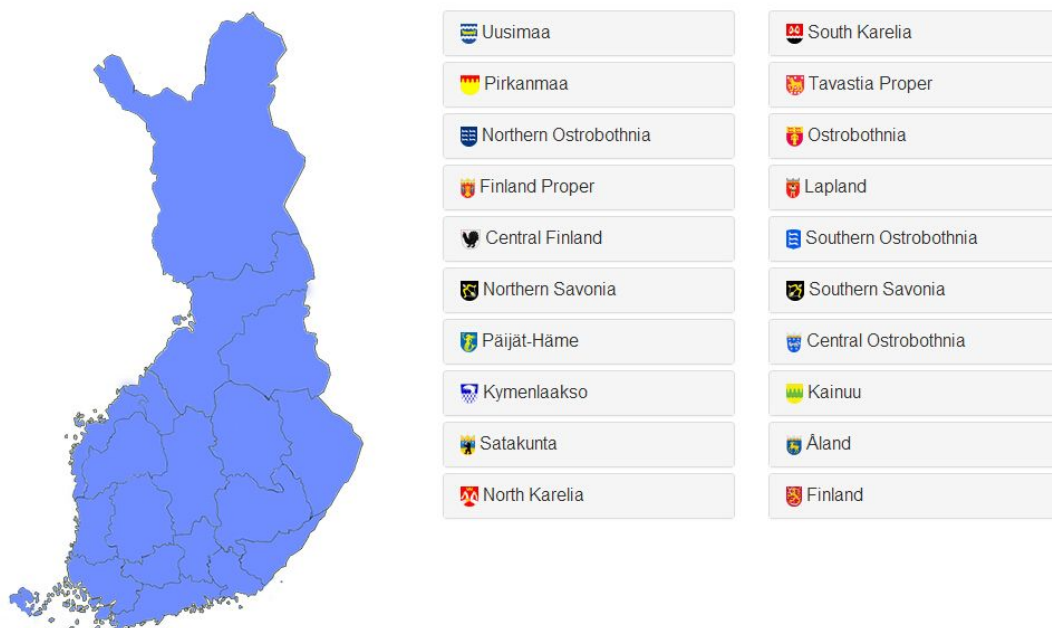 Uusimaa
Pirkanmaa
Northern Ostrobothnia
Finland Proper
Central Finland
Northern Savonia
Päijät-Häme
Kymenlaakso
Satakunta
North Karelia
South Karelia
Tavastia Proper
Ostrobothnia
Lapland
Southern Ostrobothnia
Southern Savonia
Central Ostrobothnia
Kainuu
Åland
Finland